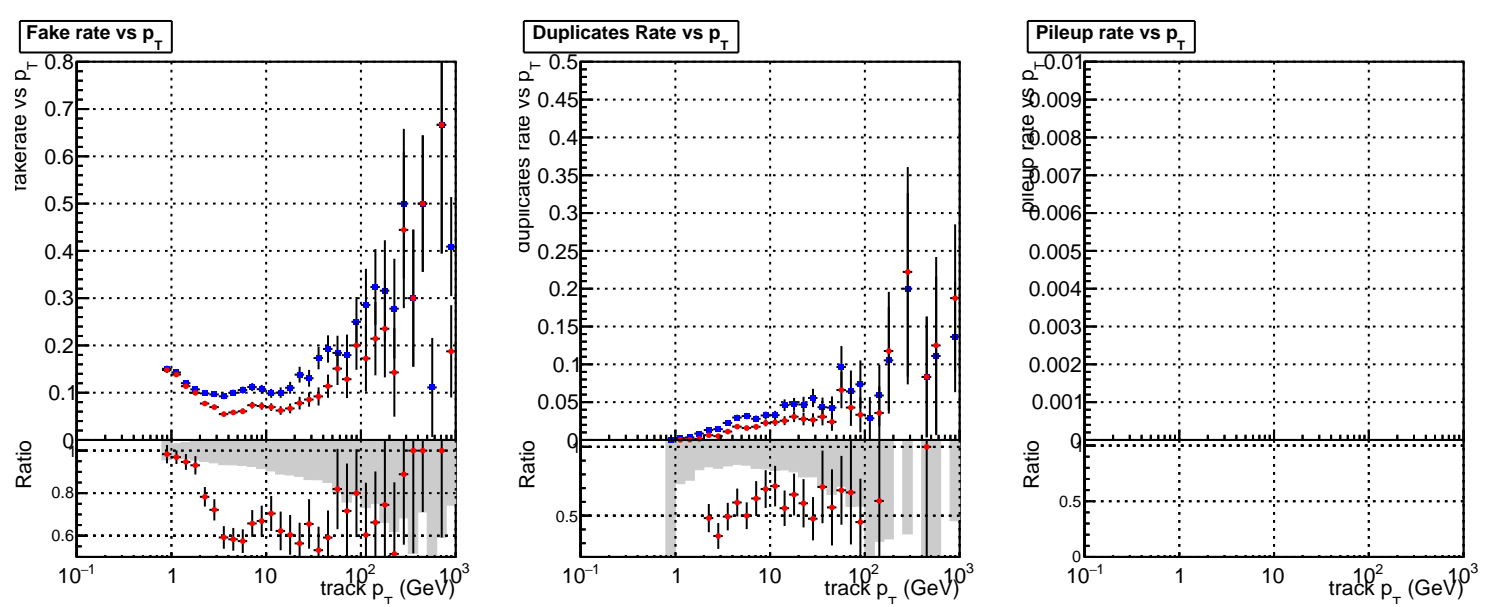 Fake rate vs p_T
fakerate vs p_T
0.8
0.7
0.6
0.5
0.4
0.3
0.2
0.1
0
Ratio
1
0.8
0.6
10^−1 1 10 10^2 10^3
track p_T (GeV)
Duplicates Rate vs p_T
duplicates rate vs p_T
0.5
0.45
0.4
0.35
0.3
0.25
0.2
0.15
0.1
0.05
0
Ratio
1
0.5
10^−1 1 10 10^2 10^3
track p_T (GeV)
Pileup rate vs p_T
pileup rate vs p_T
0.01
0.009
0.008
0.007
0.006
0.005
0.004
0.003
0.002
0.001
0
Ratio
1
0.5
0
10^−1 1 10 10^2 10^3
track p_T (GeV)